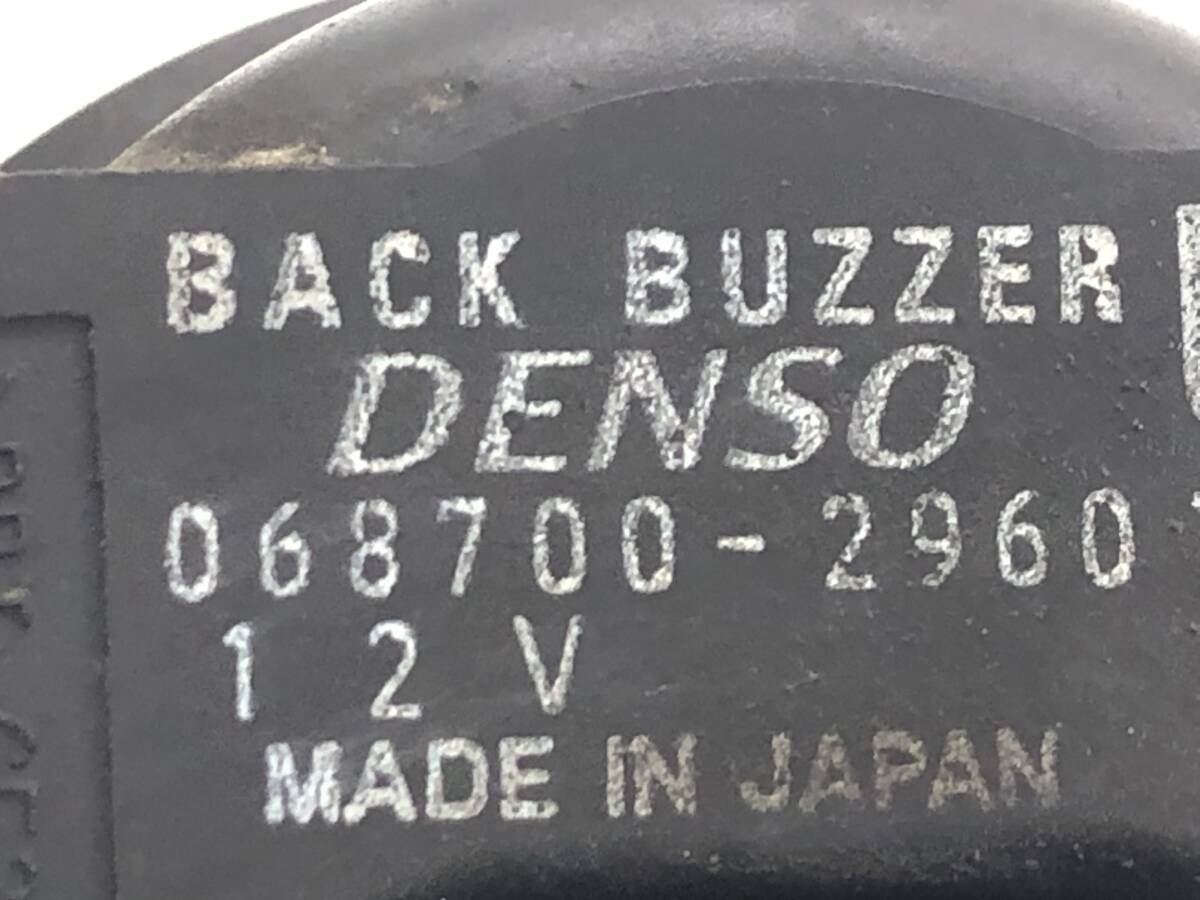 BACK BUZZER
DENSO
068700-2960
12V
MADE IN JAPAN